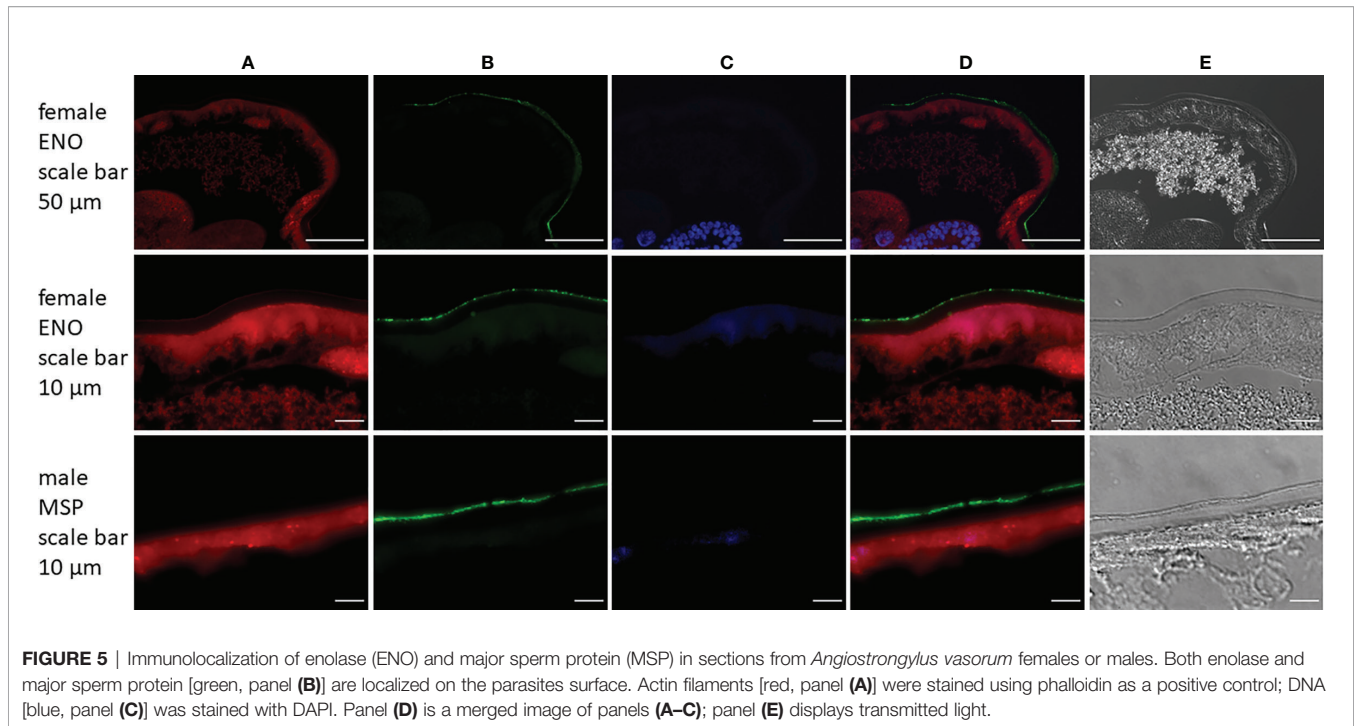 A B C D E
female
ENO
scale bar
50 µm
female
ENO
scale bar
10 µm
male
MSP
scale bar
10 µm
FIGURE 5 | Immunolocalization of enolase (ENO) and major sperm protein (MSP) in sections from Angiostrongylus vasorum females or males. Both enolase and
major sperm protein [green, panel (B)] are localized on the parasites surface. Actin filaments [red, panel (A)] were stained using phalloidin as a positive control; DNA
[blue, panel (C)] was stained with DAPI. Panel (D) is a merged image of panels (A–C); panel (E) displays transmitted light.